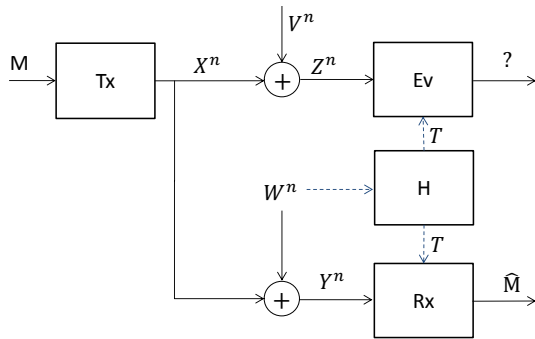 V^n
M
Tx
X^n
+
Z^n
Ev
?
T
W^n
H
T
+
Y^n
Rx
M̂